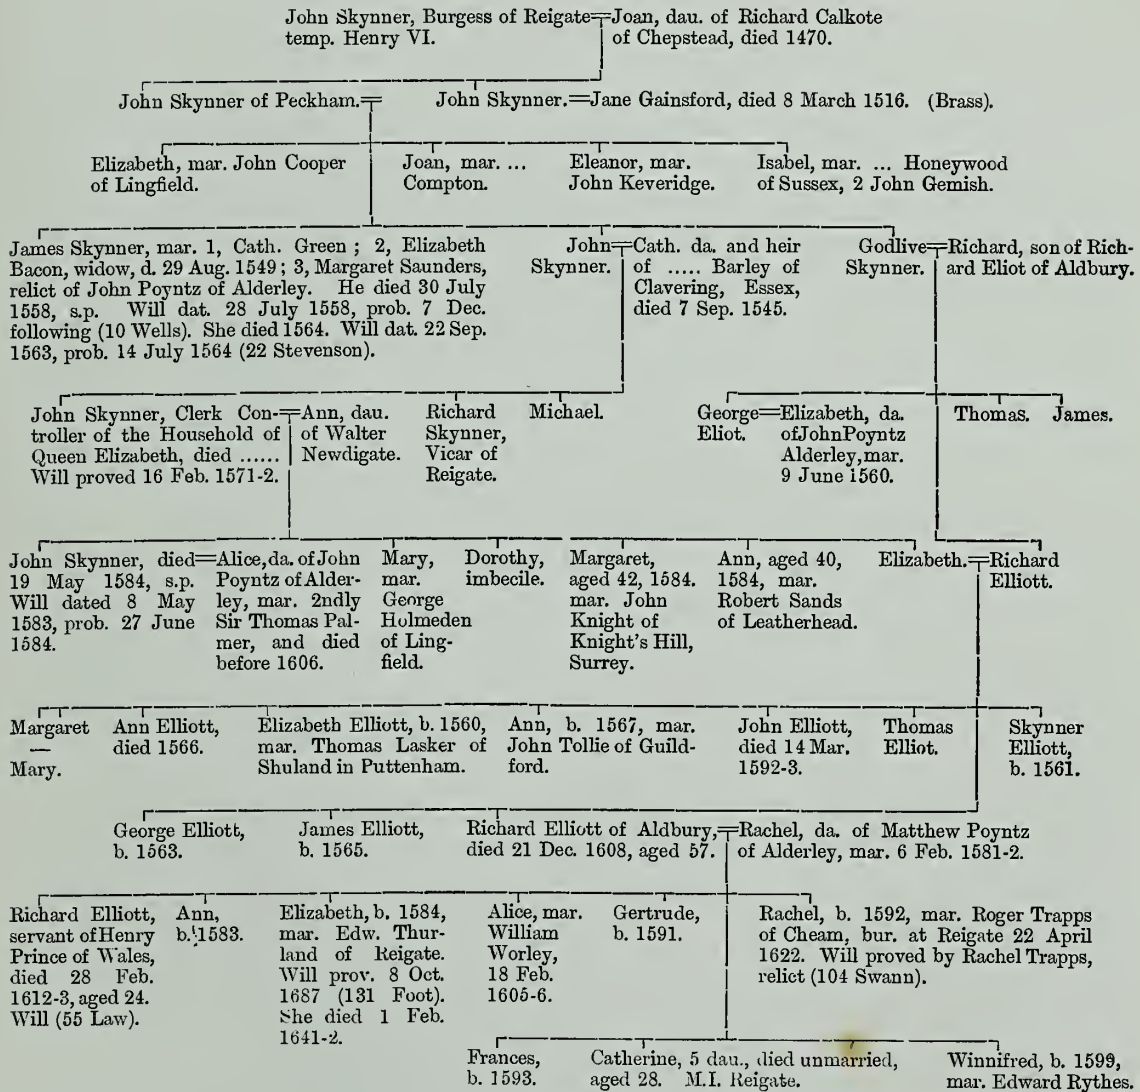 John Skynner, Burgess of Reigate
temp. Henry VI.
Joan, dau. of Richard Calkote
of Chepstead, died 1470.
John Skynner of Peckham.
John Skynner.=Jane Gainsford, died 8 March 1516. (Brass).
Elizabeth, mar. John Cooper
of Lingfield.
Joan, mar. ...
Compton.
Eleanor, mar.
John Keveridge.
Isabel, mar. ... Honeywood
of Sussex, 2 John Gemish.
James Skynner, mar. 1, Cath. Green ; 2, Elizabeth
Bacon, widow, d. 29 Aug. 1549 ; 3, Margaret Saunders,
relict of John Poyntz of Alderley. He died 30 July
1558, s.p. Will dat. 28 July 1558, prob. 7 Dec.
following (10 Wells). She died 1564. Will dat. 22 Sep.
1563, prob. 14 July 1564 (22 Stevenson).
John
Skynner.
Cath. da. and heir
of ..... Barley of
Clavering, Essex,
died 7 Sep. 1545.
Godlive
Skynner.
Richard, son of Rich-
ard Eliot of Aldbury.
John Skynner, Clerk Con-
troller of the Household of
Queen Elizabeth, died ......
Will proved 16 Feb. 1571-2.
Ann, dau.
of Walter
Newdigate.
Richard
Skynner,
Vicar of
Reigate.
Michael.
George
Eliot.
=Elizabeth, da.
of John Poyntz
Alderley, mar.
9 June 1560.
Thomas.
James.
John Skynner, died
19 May 1584, s.p.
Will dated 8 May
1583, prob. 27 June
1584.
=Alice, da. of John
Poyntz of Alder-
ley, mar. 2ndly
Sir Thomas Pal-
mer, and died
before 1606.
Mary,
mar.
George
Holmeden
of Ling-
field.
Dorothy,
imbecile.
Margaret,
aged 42, 1584.
mar. John
Knight of
Knight's Hill,
Surrey.
Ann, aged 40,
1584, mar.
Robert Sands
of Leatherhead.
Elizabeth.
Richard
Elliott.
Margaret
—
Mary.
Ann Elliott,
died 1566.
Elizabeth Elliott, b. 1560,
mar. Thomas Lasker of
Shuland in Puttenham.
Ann, b. 1567, mar.
John Tollie of Guild-
ford.
John Elliott,
died 14 Mar.
1592-3.
Thomas
Elliot.
Skynner
Elliott,
b. 1561.
George Elliott,
b. 1563.
James Elliott,
b. 1565.
Richard Elliott of Aldbury,
died 21 Dec. 1608, aged 57.
Rachel, da. of Matthew Poyntz
of Alderley, mar. 6 Feb. 1581-2.
Richard Elliott,
servant of Henry
Prince of Wales,
died 28 Feb.
1612-3, aged 24.
Will (55 Law).
Ann,
b. 1583.
Elizabeth, b. 1584,
mar. Edw. Thur-
land of Reigate.
Will prov. 8 Oct.
1687 (131 Foot).
She died 1 Feb.
1641-2.
Alice, mar.
William
Worley,
18 Feb.
1605-6.
Gertrude,
b. 1591.
Rachel, b. 1592, mar. Roger Trapps
of Cheam, bur. at Reigate 22 April
1622. Will proved by Rachel Trapps,
relict (104 Swann).
Frances,
b. 1593.
Catherine, 5 dau., died unmarried,
aged 28. M.I. Reigate.
Winnifred, b. 1599,
mar. Edward Rythes.